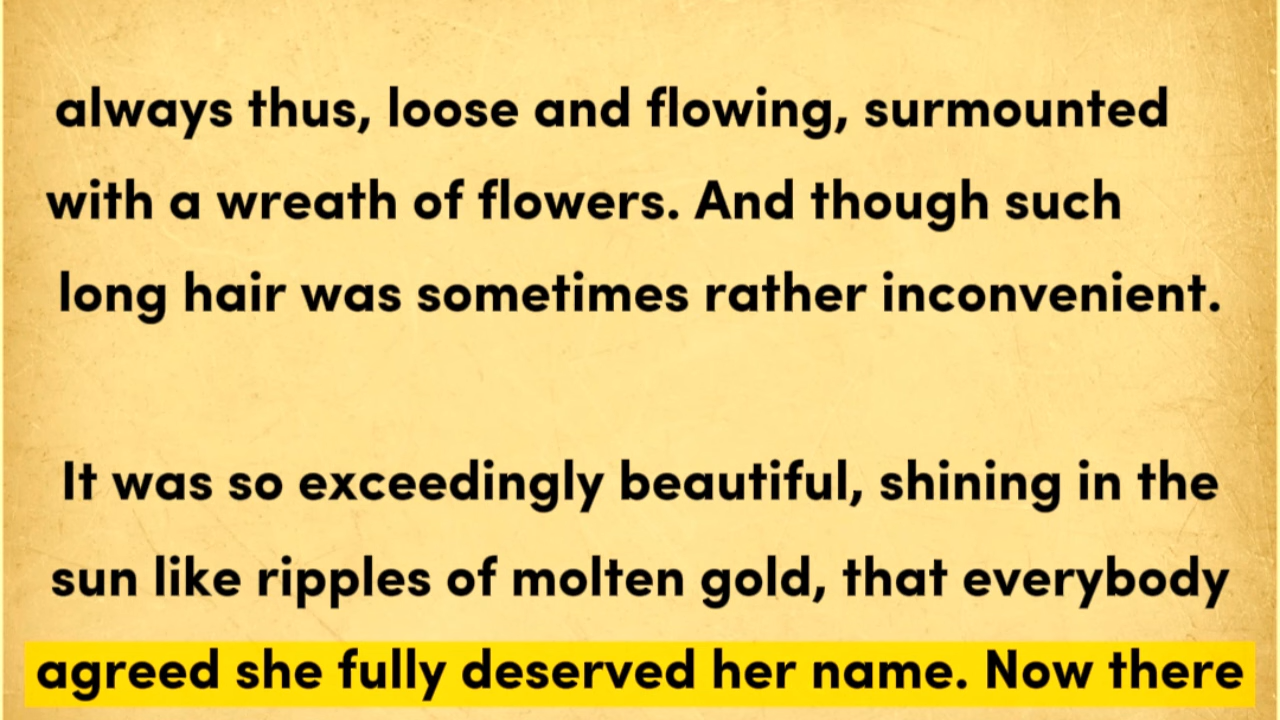 always thus, loose and flowing, surmounted
with a wreath of flowers. And though such
long hair was sometimes rather inconvenient.
It was so exceedingly beautiful, shining in the
sun like ripples of molten gold, that everybody
agreed she fully deserved her name. Now there